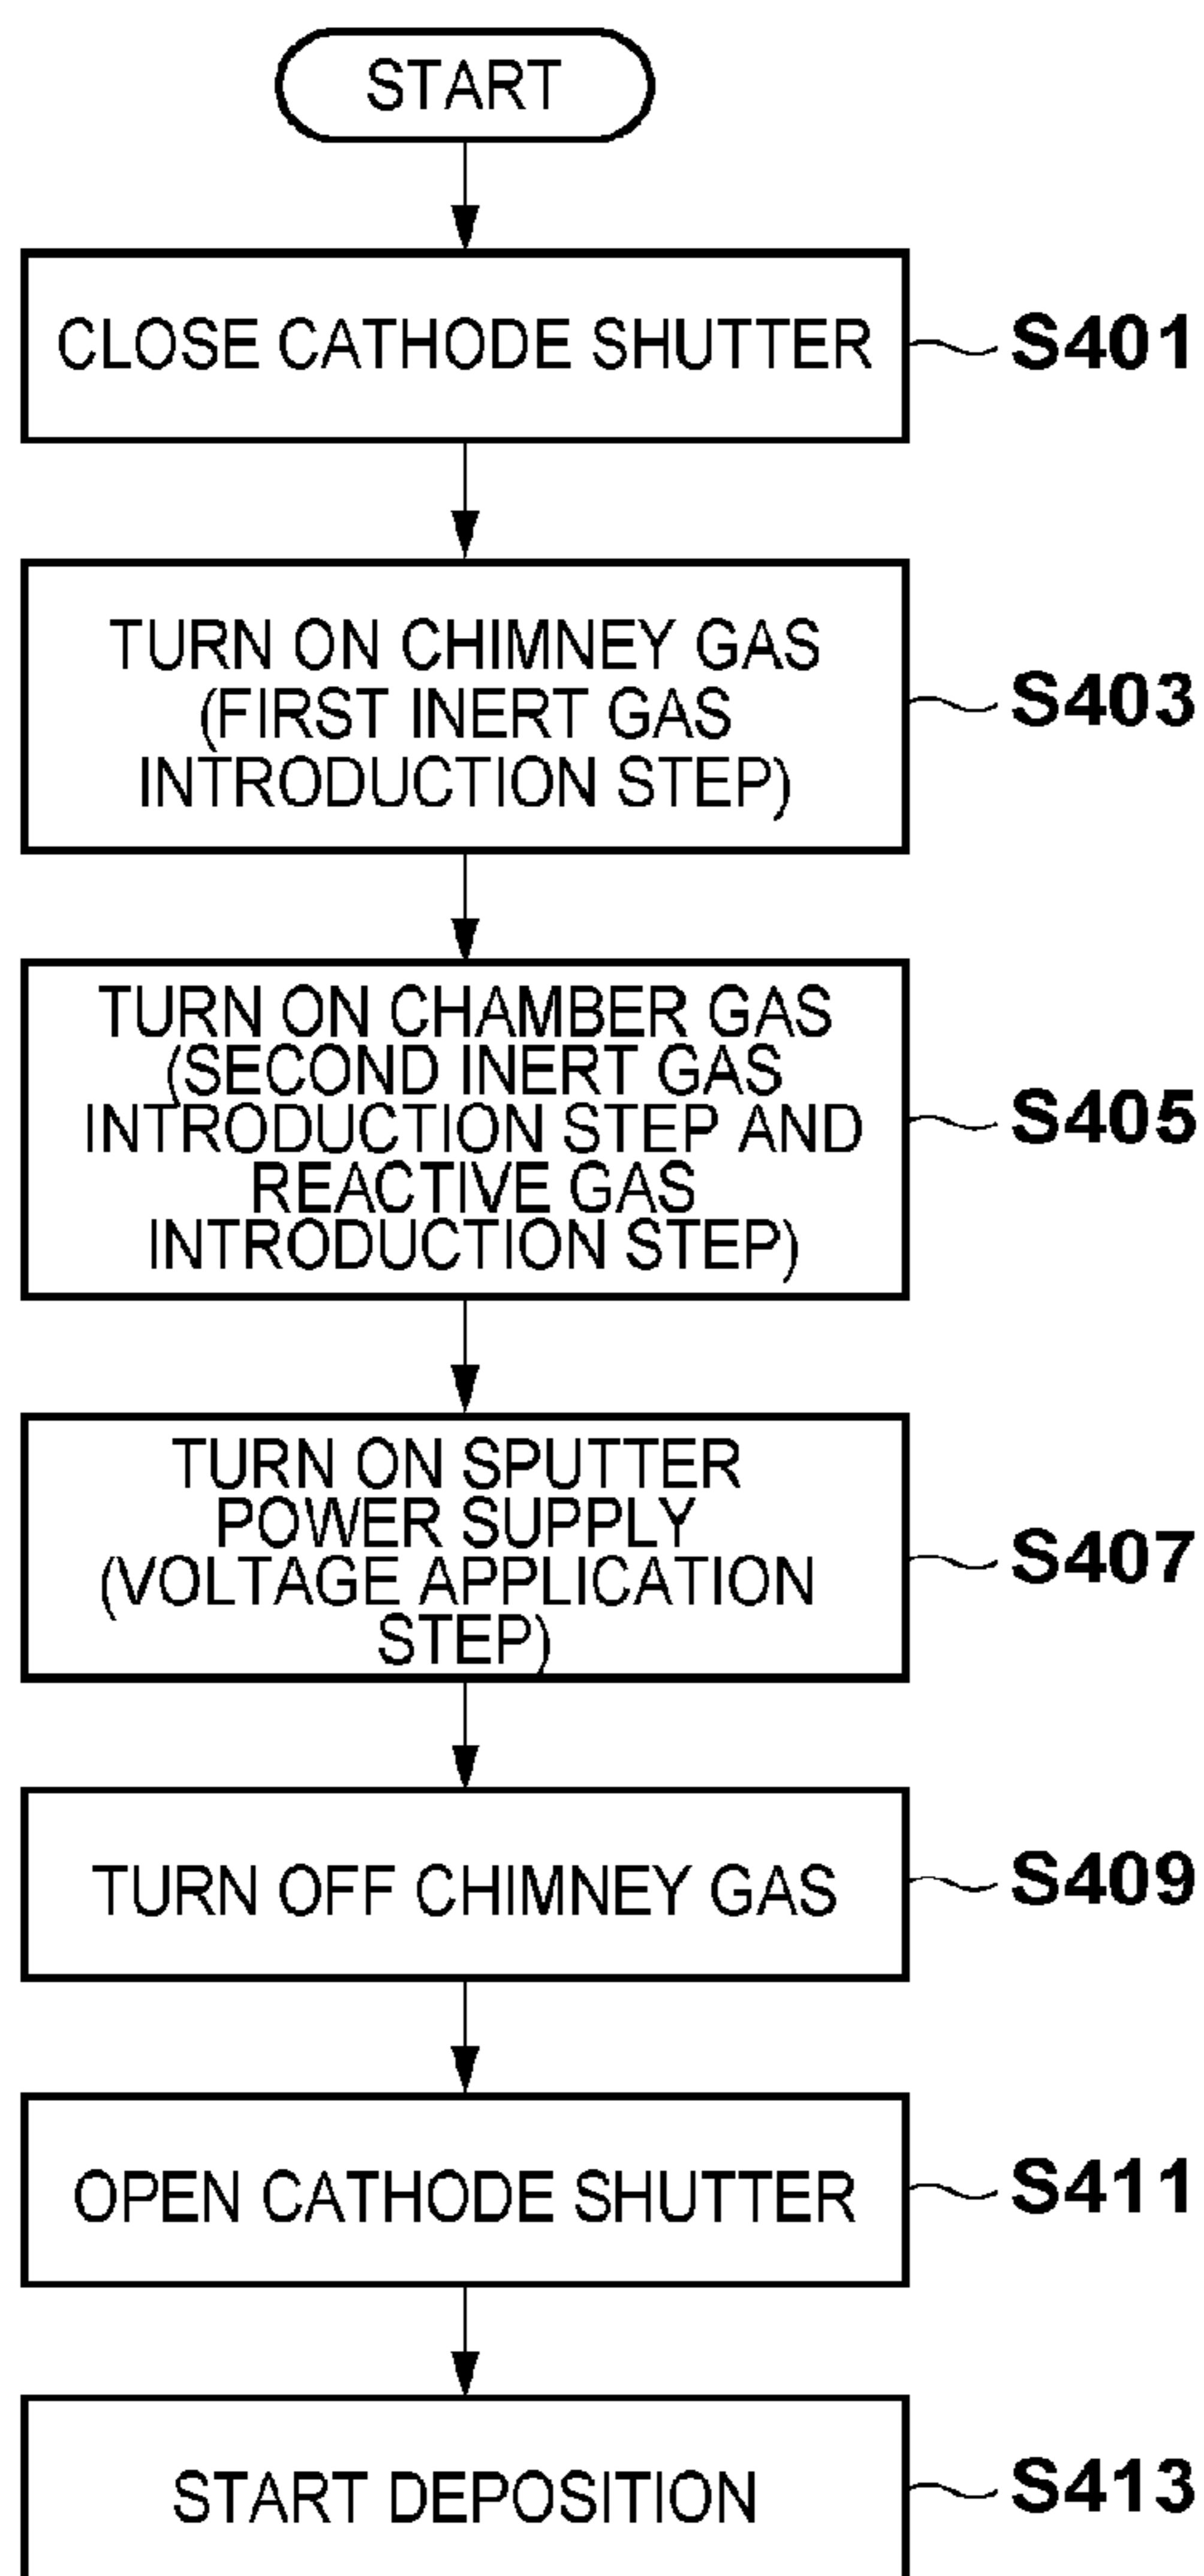 START
CLOSE CATHODE SHUTTER
S401
TURN ON CHIMNEY GAS
(FIRST INERT GAS
INTRODUCTION STEP)
S403
TURN ON CHAMBER GAS
(SECOND INERT GAS
INTRODUCTION STEP AND
REACTIVE GAS
INTRODUCTION STEP)
S405
TURN ON SPUTTER
POWER SUPPLY
(VOLTAGE APPLICATION
STEP)
S407
TURN OFF CHIMNEY GAS
S409
OPEN CATHODE SHUTTER
S411
START DEPOSITION
S413